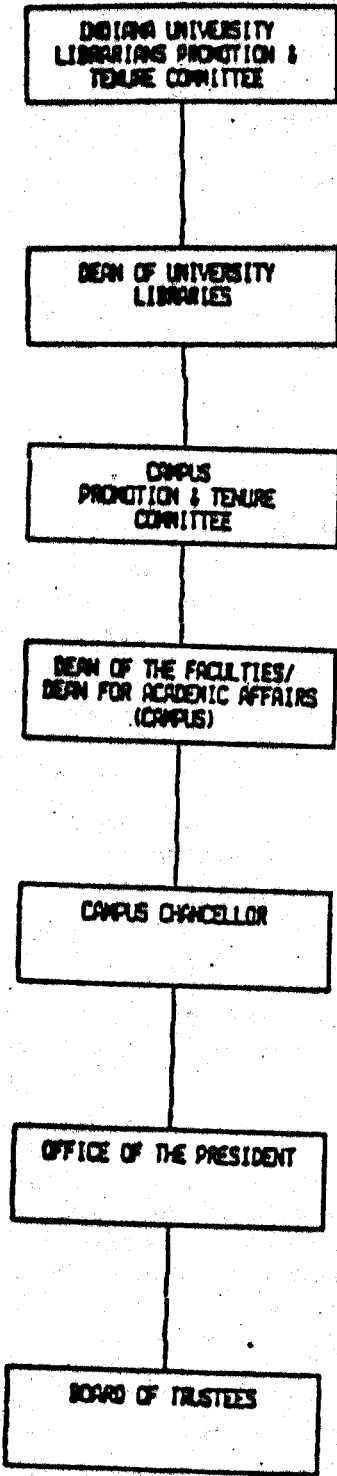 INDIANA UNIVERSITY
LIBRARIANS PROMOTION &
TENURE COMMITTEE
DEAN OF UNIVERSITY
LIBRARIES
CAMPUS
PROMOTION & TENURE
COMMITTEE
DEAN OF THE FACULTIES/
DEAN FOR ACADEMIC AFFAIRS
(CAMPUS)
CAMPUS CHANCELLOR
OFFICE OF THE PRESIDENT
BOARD OF TRUSTEES